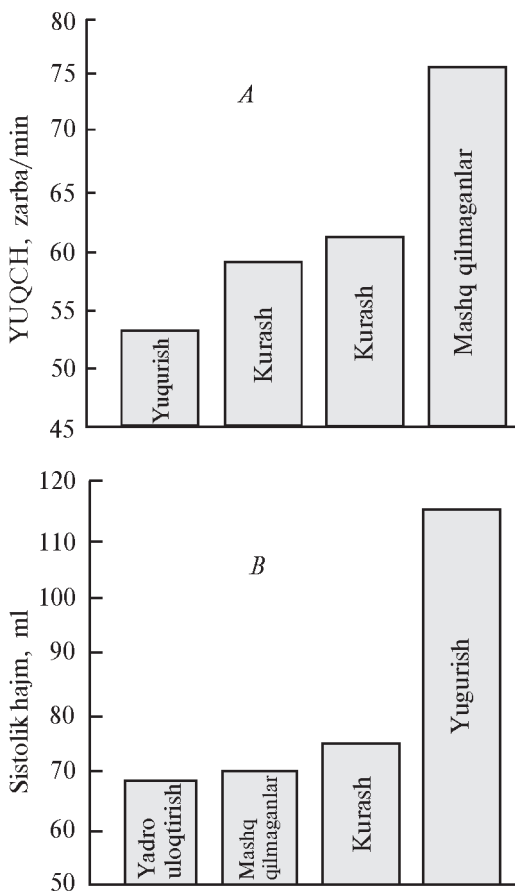 80
75
70
65
60
55
50
45
YUQCH, zarba/min
A
Yuqurish
Kurash
Kurash
Mashq qilmaganlar
120
110
100
90
80
70
60
50
Sistolik hajm, ml
B
Yadro
uloqtirish
Mashq
qilmaganlar
Kurash
Yugurish